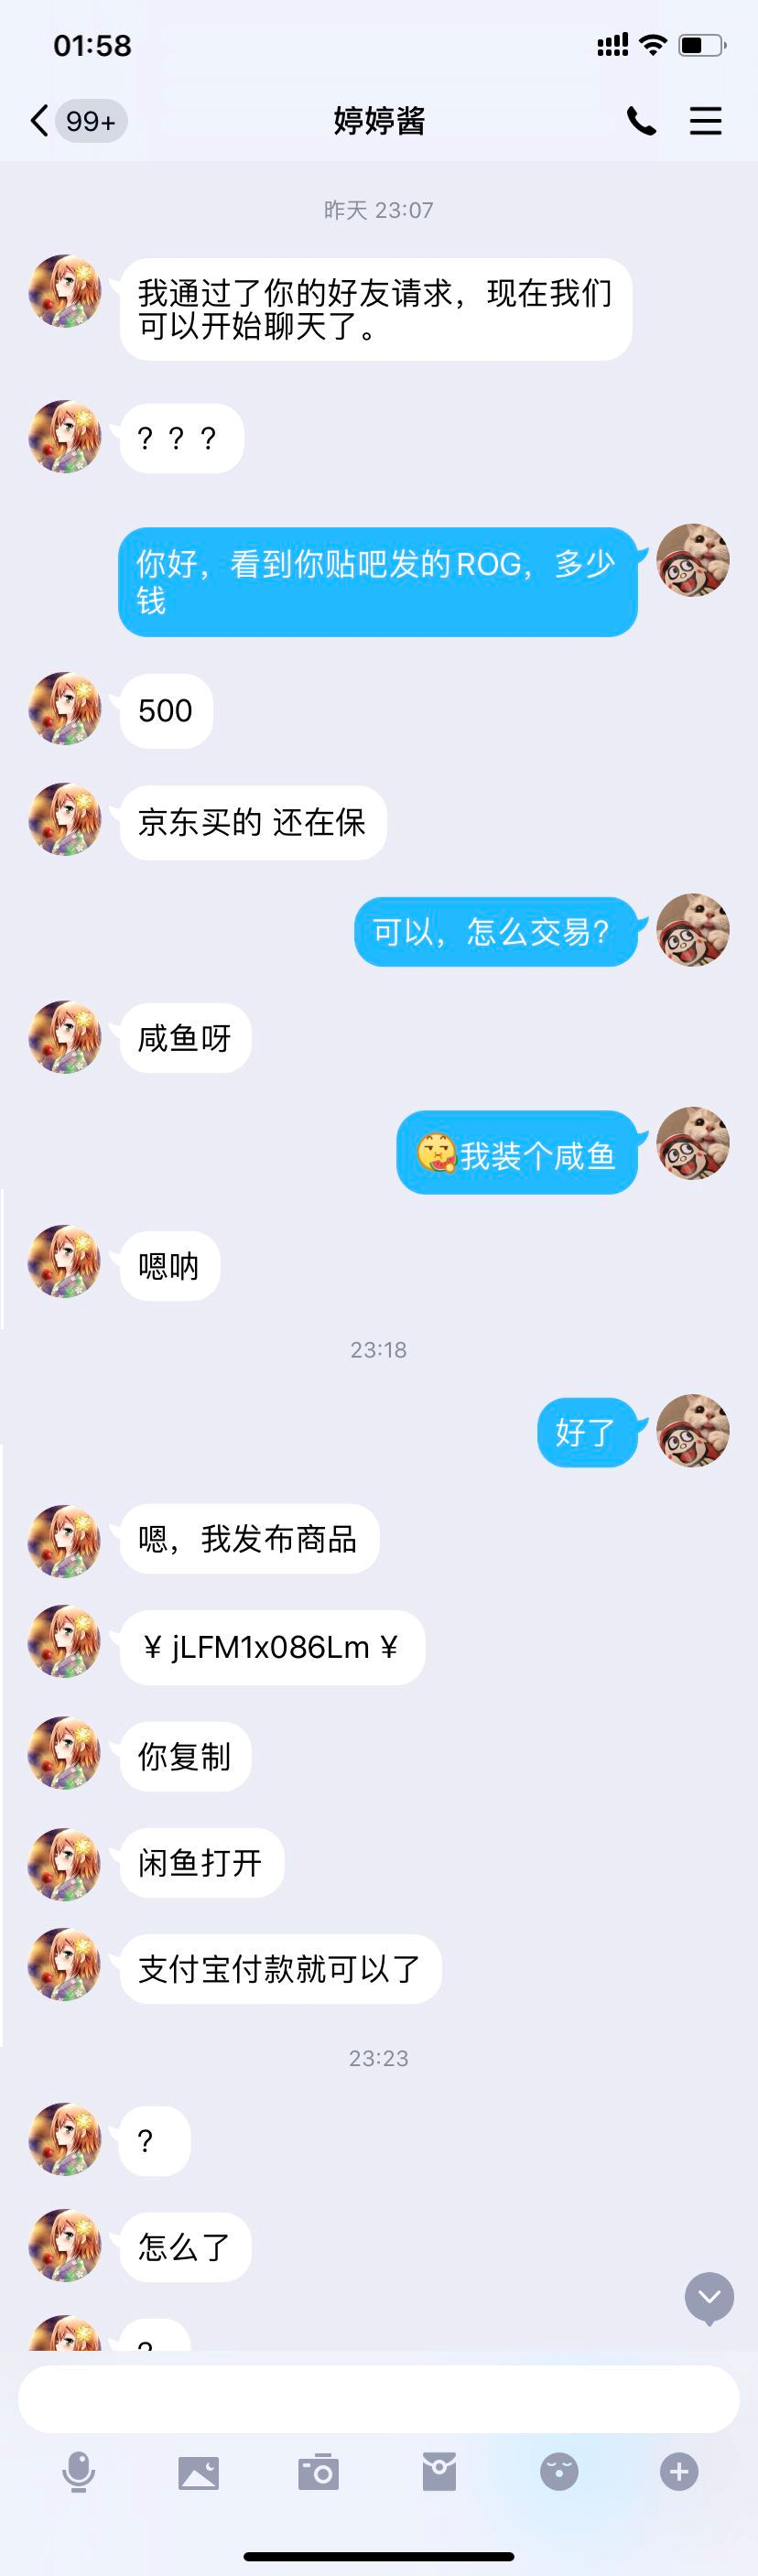 01:58
99+
婷婷酱
昨天 23:07
我通过了你的好友请求，现在我们
可以开始聊天了。
？？？
你好，看到你贴吧发的ROG，多少
钱
500
京东买的 还在保
可以，怎么交易？
咸鱼呀
我装个咸鱼
嗯呐
23:18
好了
嗯，我发布商品
￥jLFM1x086Lm￥
你复制
闲鱼打开
支付宝付款就可以了
23:23
?
怎么了